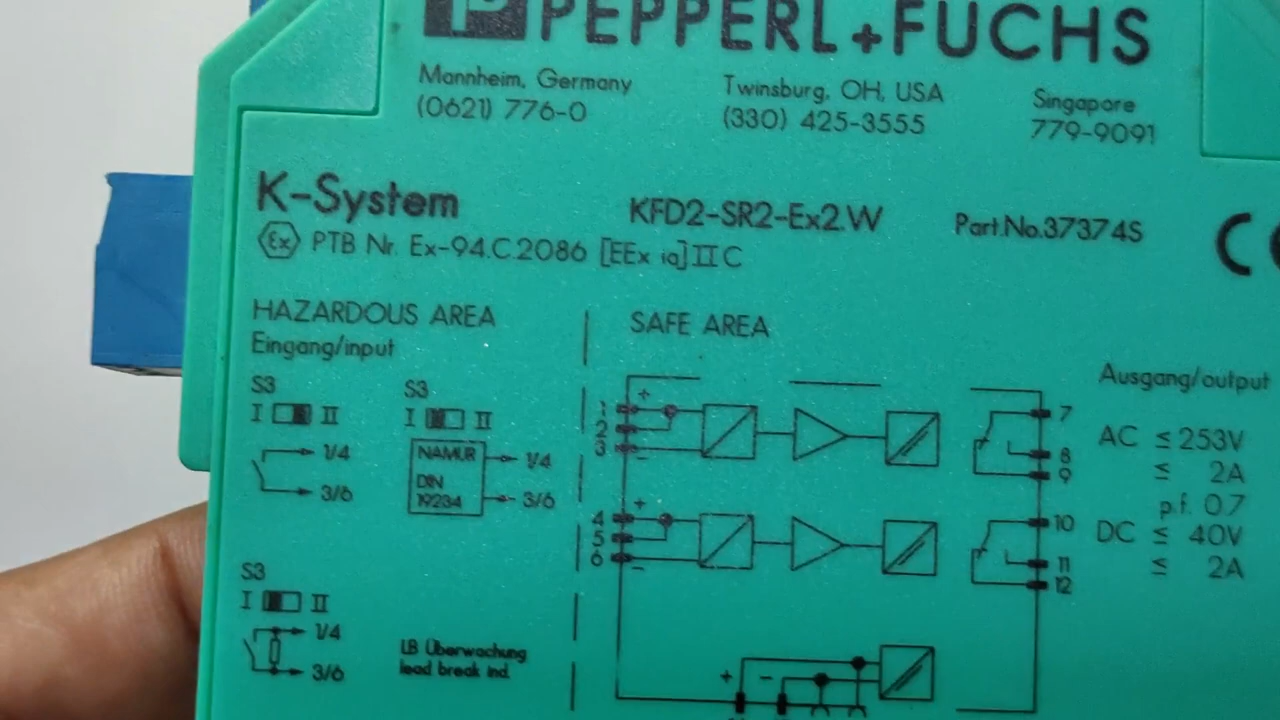 PEPPERL+FUCHS
Mannheim, Germany
(0621) 776-0
Twinsburg, OH, USA
(330) 425-3555
Singapore
779-9091
K-System
KFD2-SR2-Ex2.W
Part.No.37374S
CE
Ex PTB Nr. Ex-94.C.2086 [EEx ia] II C
HAZARDOUS AREA
Eingang/input
SAFE AREA
Ausgang/output
S3
I II
1/4
3/6
S3
I II
NAMUR
DIN
19234
1/4
3/6
S3
I II
1/4
3/6
LB Überwachung
lead break ind.
+
1
2
3
-
+
4
5
6
-
7
8
9
10
11
12
+ -
AC ≤ 253V
≤ 2A
p.f. 0.7
DC ≤ 40V
≤ 2A